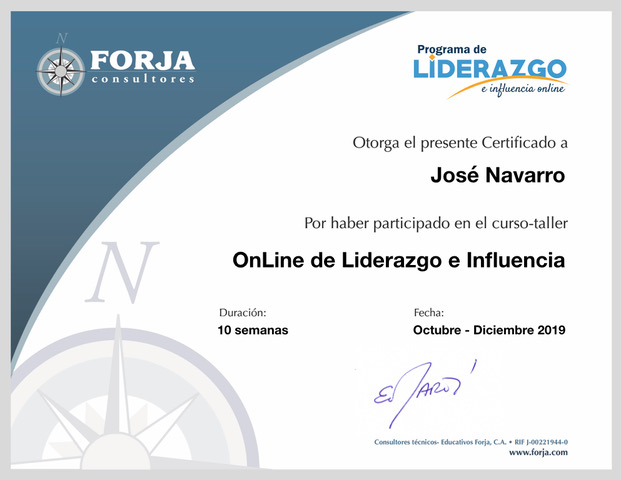 N
FORJA
consultores
Programa de
LIDERAZGO
e influencia online
Otorga el presente Certificado a
José Navarro
Por haber participado en el curso-taller
OnLine de Liderazgo e Influencia
N
Duración:
10 semanas
Fecha:
Octubre - Diciembre 2019
Consultores técnicos- Educativos Forja, C.A. • RIF J-00221944-0
www.forja.com